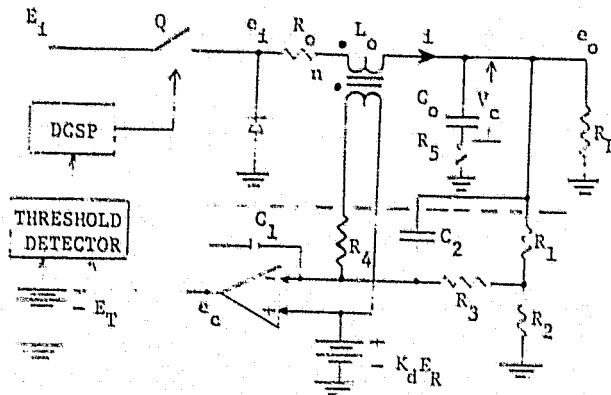 E_i
Q
e_i
R_o
L_o
i
e_o
n
C_o
V_c
R_5
R_L
DCSP
THRESHOLD
DETECTOR
C_1
R_4
C_2
R_1
R_3
E_T
e_c
R_2
K_dE_R